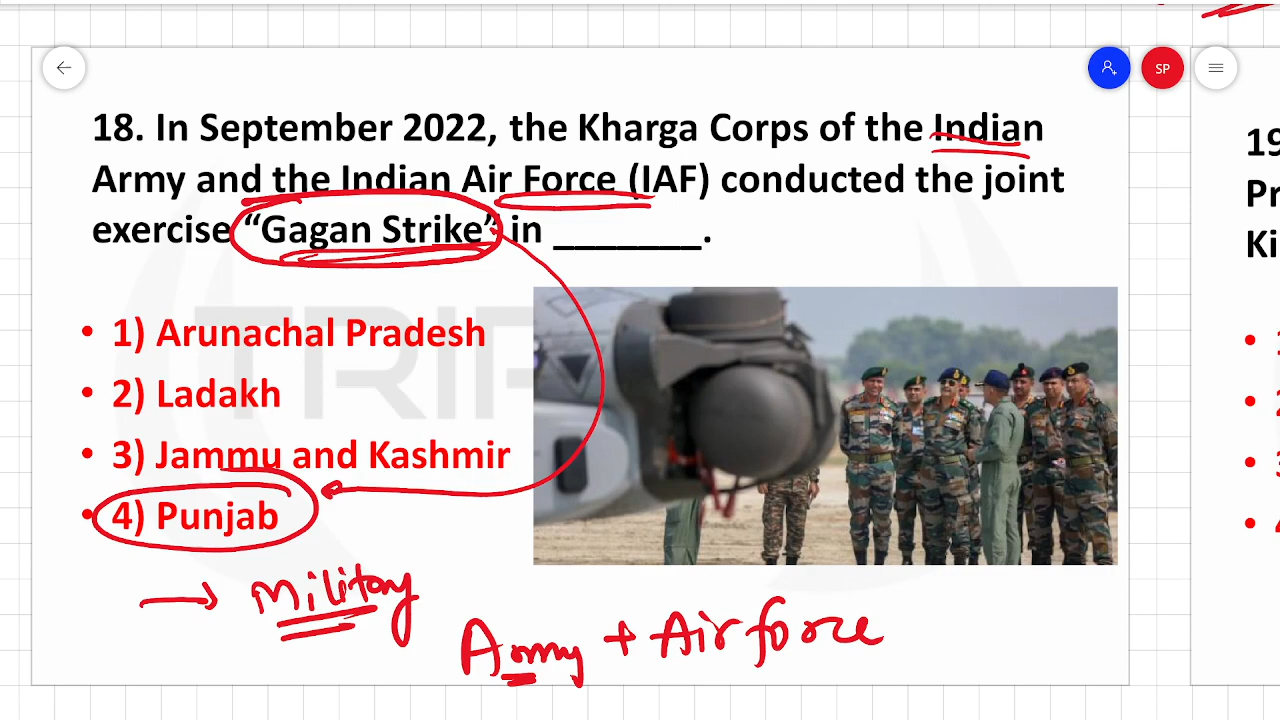 SP
18. In September 2022, the Kharga Corps of the Indian
Army and the Indian Air Force (IAF) conducted the joint
exercise “Gagan Strike” in _______.
• 1) Arunachal Pradesh
• 2) Ladakh
• 3) Jammu and Kashmir
• 4) Punjab
→ Military
Army + Air force
TRI
19
Pr
Ki